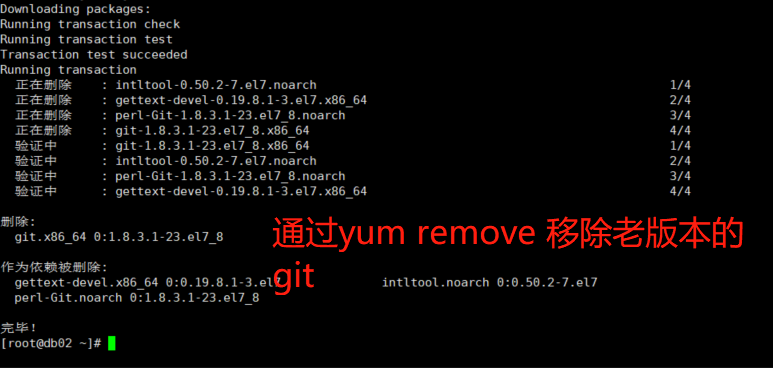 Downloading packages:
Running transaction check
Running transaction test
Transaction test succeeded
Running transaction
正在删除 : intltool-0.50.2-7.el7.noarch 1/4
正在删除 : gettext-devel-0.19.8.1-3.el7.x86_64 2/4
正在删除 : perl-Git-1.8.3.1-23.el7_8.noarch 3/4
正在删除 : git-1.8.3.1-23.el7_8.x86_64 4/4
验证中 : git-1.8.3.1-23.el7_8.x86_64 1/4
验证中 : intltool-0.50.2-7.el7.noarch 2/4
验证中 : perl-Git-1.8.3.1-23.el7_8.noarch 3/4
验证中 : gettext-devel-0.19.8.1-3.el7.x86_64 4/4
删除:
git.x86_64 0:1.8.3.1-23.el7_8
通过yum remove 移除老版本的
git
作为依赖被删除:
gettext-devel.x86_64 0:0.19.8.1-3.el7 intltool.noarch 0:0.50.2-7.el7
perl-Git.noarch 0:1.8.3.1-23.el7_8
完毕！
[root@db02 ~]#